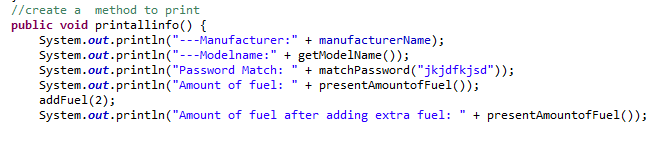 //create a  method to print
public void printallinfo() {
    System.out.println("---Manufacturer:" + manufacturerName);
    System.out.println("---Modelname:" + getModelName());
    System.out.println("Password Match: " + matchPassword("jkjdfkjsd"));
    System.out.println("Amount of fuel: " + presentAmountofFuel());
    addFuel(2);
    System.out.println("Amount of fuel after adding extra fuel: " + presentAmountofFuel());